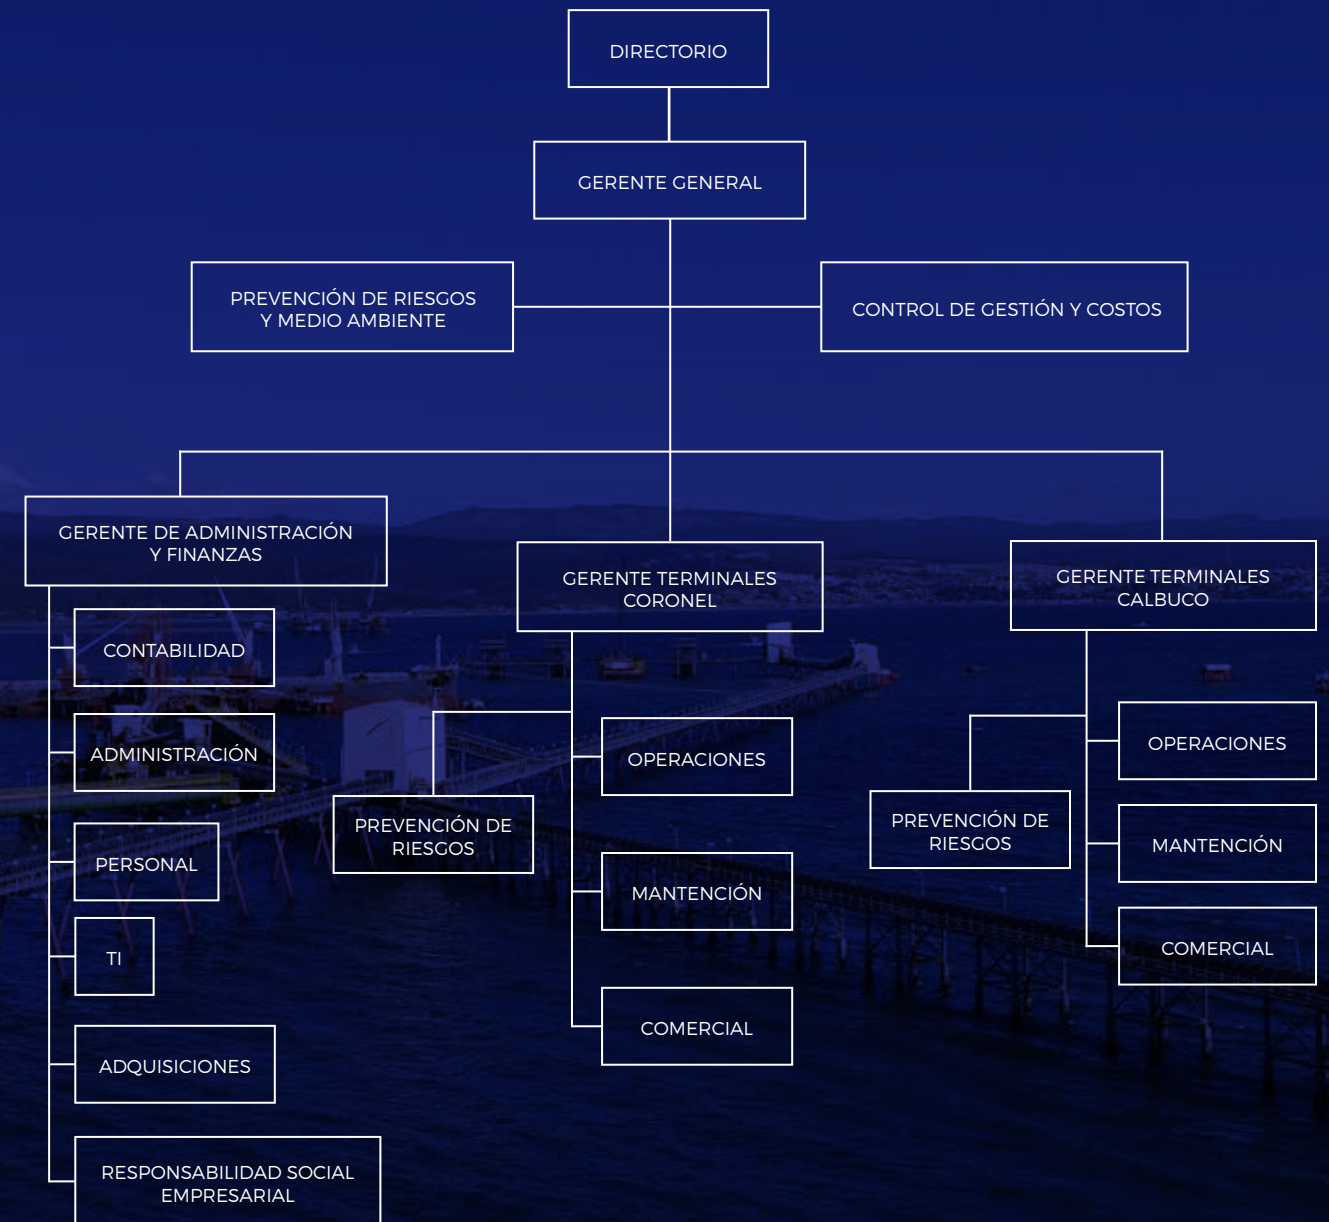 DIRECTORIO
GERENTE GENERAL
PREVENCIÓN DE RIESGOS
Y MEDIO AMBIENTE
CONTROL DE GESTIÓN Y COSTOS
GERENTE DE ADMINISTRACIÓN
Y FINANZAS
CONTABILIDAD
ADMINISTRACIÓN
PERSONAL
TI
ADQUISICIONES
RESPONSABILIDAD SOCIAL
EMPRESARIAL
GERENTE TERMINALES
CORONEL
PREVENCIÓN DE
RIESGOS
OPERACIONES
MANTENCIÓN
COMERCIAL
GERENTE TERMINALES
CALBUCO
PREVENCIÓN DE
RIESGOS
OPERACIONES
MANTENCIÓN
COMERCIAL